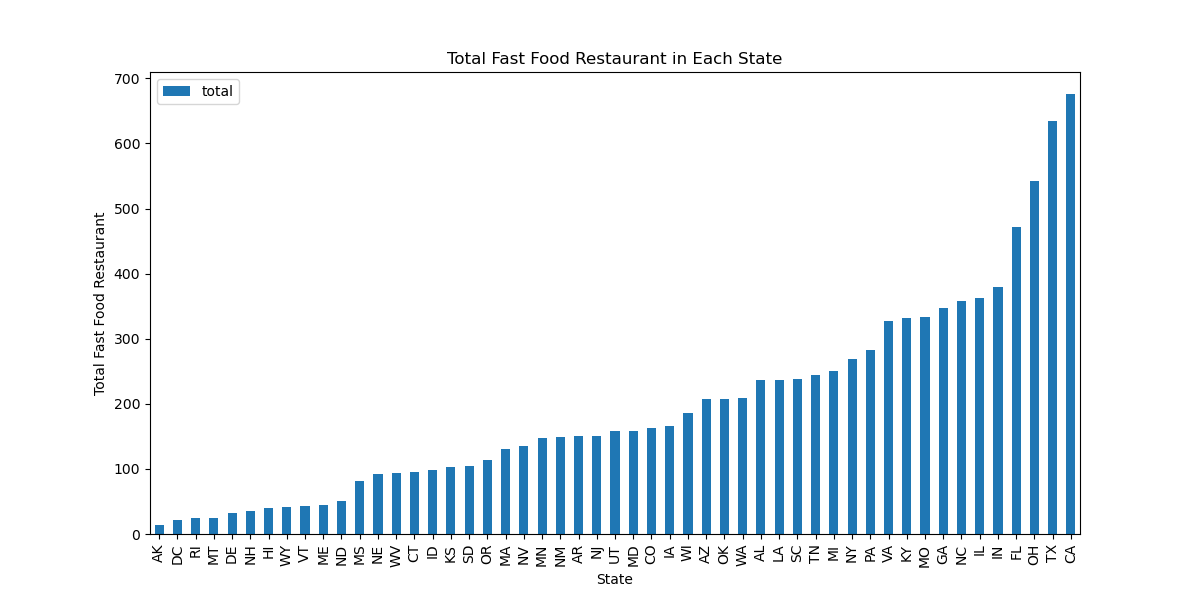 Total Fast Food Restaurant in Each State
total
Total Fast Food Restaurant
700
600
500
400
300
200
100
0
AK DC RI MT DE NH HI WY VT ME ND MS NE WV CT ID KS SD OR MA NV MN NM AR NJ UT MD CO IA WI AZ OK WA AL LA SC TN MI NY PA VA KY MO GA NC IL IN FL OH TX CA
State